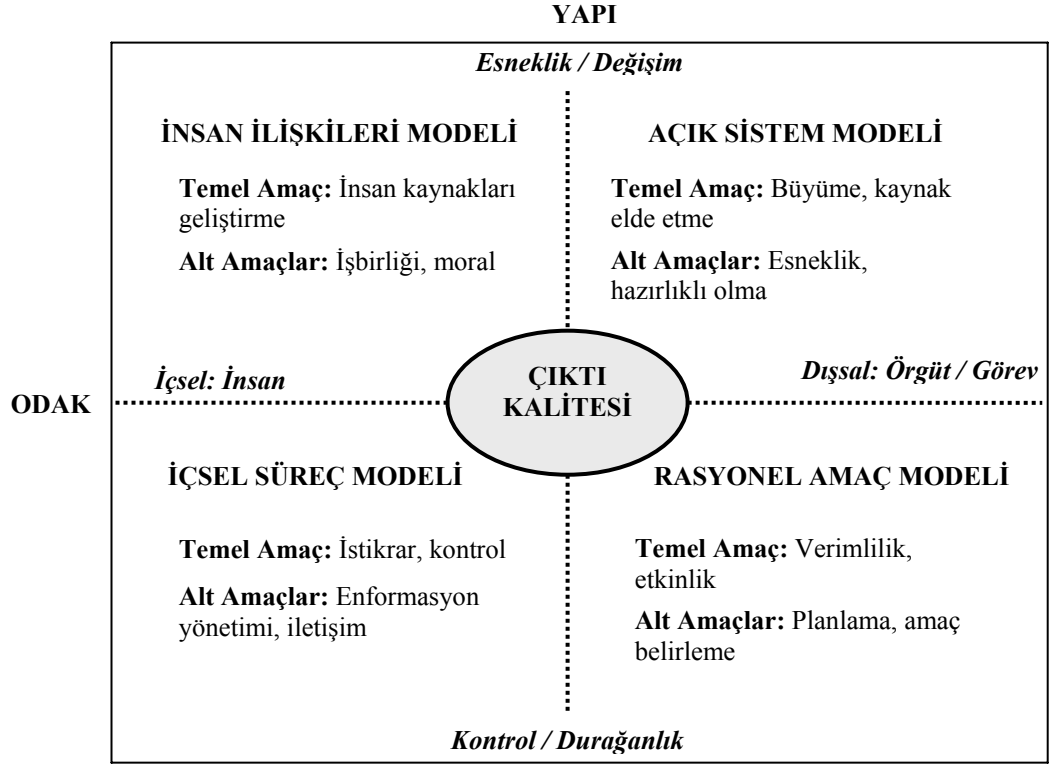 YAPI
Esneklik / Değişim
İNSAN İLİŞKİLERİ MODELİ
Temel Amaç: İnsan kaynakları
geliştirme
Alt Amaçlar: İşbirliği, moral
AÇIK SİSTEM MODELİ
Temel Amaç: Büyüme, kaynak
elde etme
Alt Amaçlar: Esneklik,
hazırlıklı olma
ODAK
İçsel: İnsan
ÇIKTI
KALİTESİ
Dışsal: Örgüt / Görev
İÇSEL SÜREÇ MODELİ
Temel Amaç: İstikrar, kontrol
Alt Amaçlar: Enformasyon
yönetimi, iletişim
RASYONEL AMAÇ MODELİ
Temel Amaç: Verimlilik,
etkinlik
Alt Amaçlar: Planlama, amaç
belirleme
Kontrol / Durağanlık